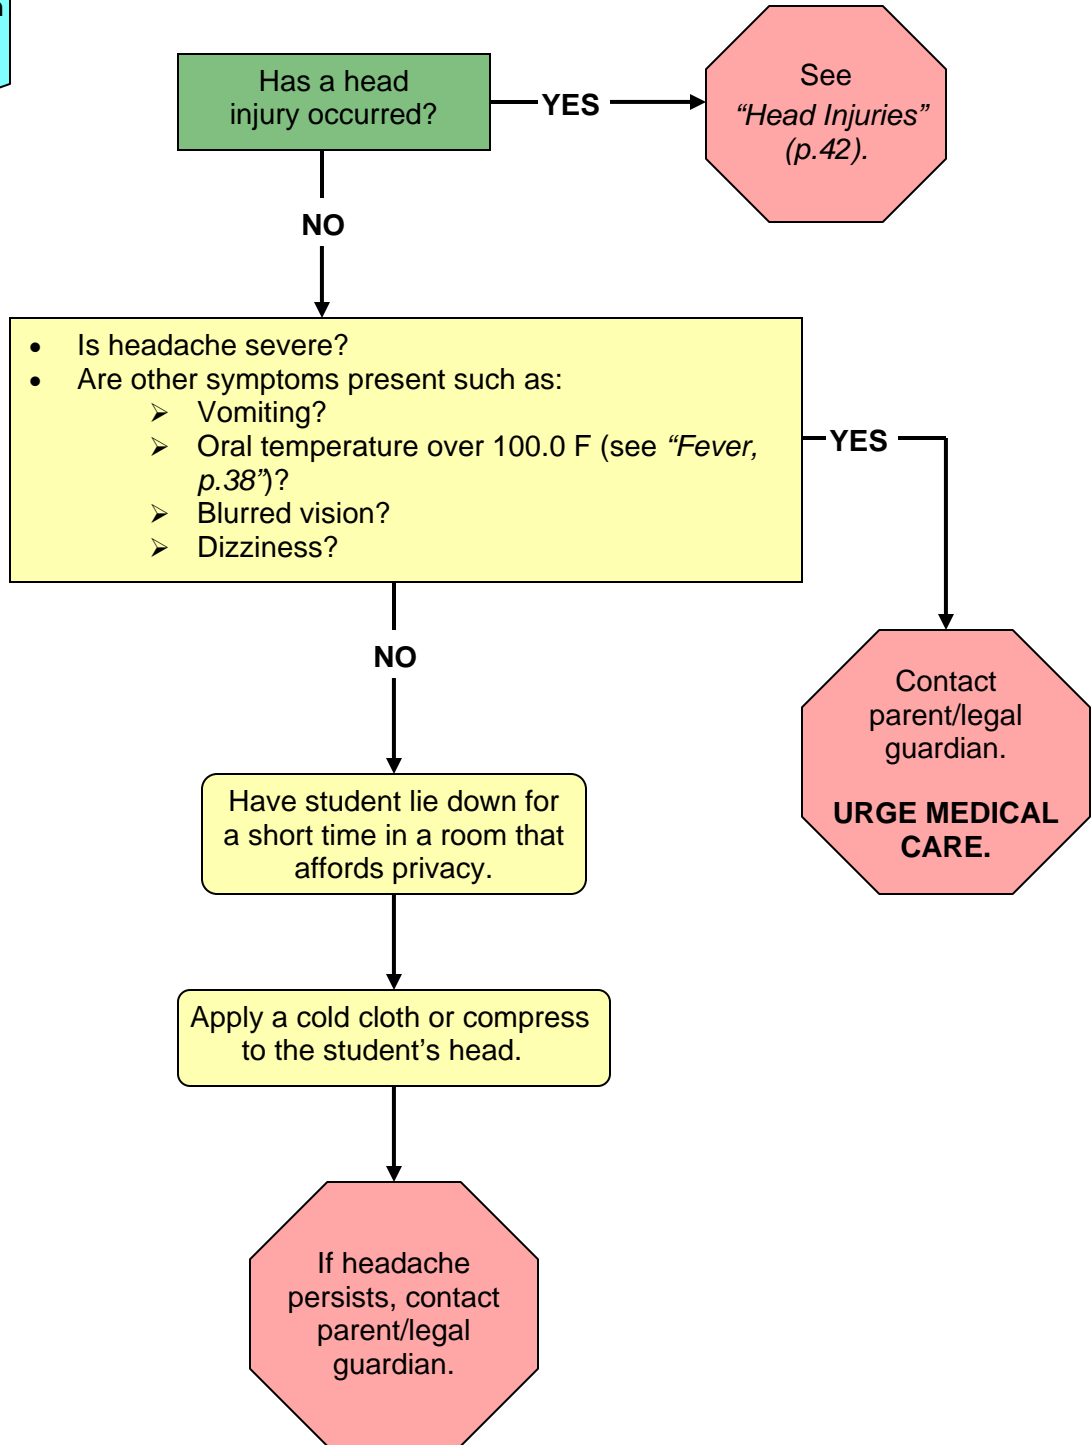 Has a head
injury occurred?
YES
See
“Head Injuries”
(p.42).
NO
• Is headache severe?
• Are other symptoms present such as:
➢ Vomiting?
➢ Oral temperature over 100.0 F (see “Fever,
p.38”)?
➢ Blurred vision?
➢ Dizziness?
YES
NO
Contact
parent/legal
guardian.
URGE MEDICAL
CARE.
Have student lie down for
a short time in a room that
affords privacy.
Apply a cold cloth or compress
to the student’s head.
If headache
persists, contact
parent/legal
guardian.